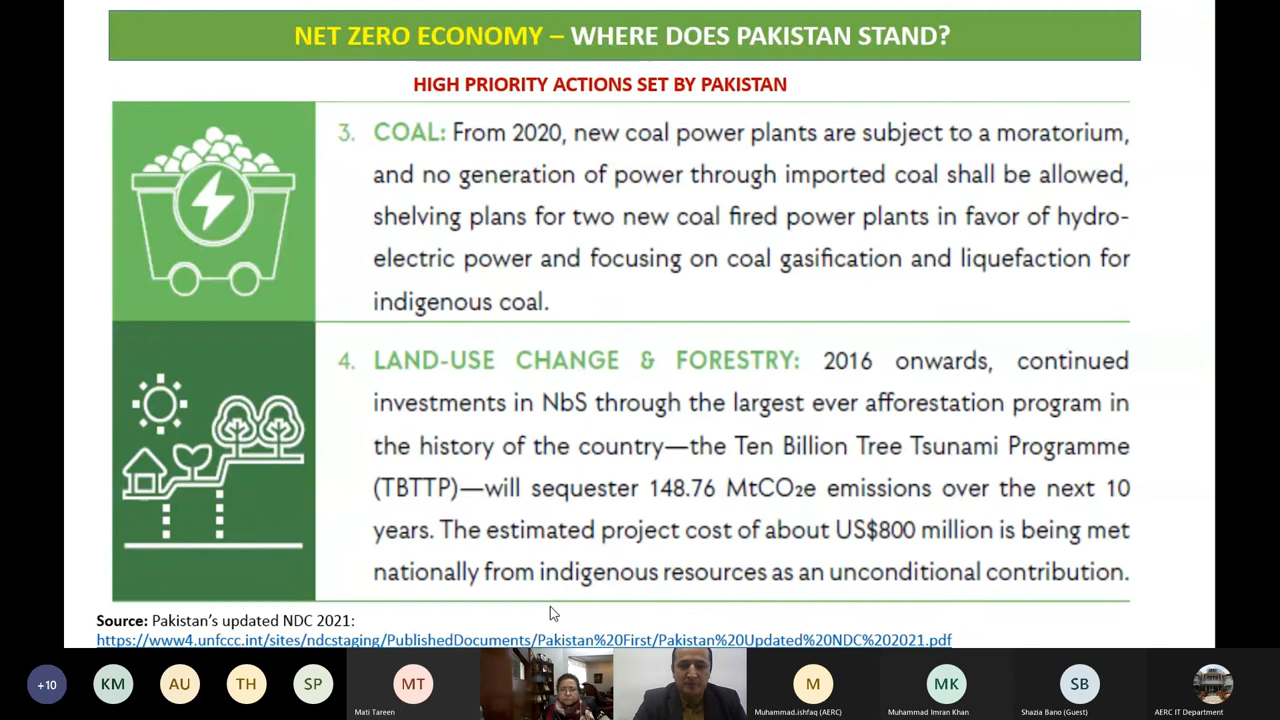 NET ZERO ECONOMY – WHERE DOES PAKISTAN STAND?
HIGH PRIORITY ACTIONS SET BY PAKISTAN
3. COAL: From 2020, new coal power plants are subject to a moratorium,
and no generation of power through imported coal shall be allowed,
shelving plans for two new coal fired power plants in favor of hydro-
electric power and focusing on coal gasification and liquefaction for
indigenous coal.
4. LAND-USE CHANGE & FORESTRY: 2016 onwards, continued
investments in NbS through the largest ever afforestation program in
the history of the country—the Ten Billion Tree Tsunami Programme
(TBTTP)—will sequester 148.76 MtCO2e emissions over the next 10
years. The estimated project cost of about US$800 million is being met
nationally from indigenous resources as an unconditional contribution.
Source: Pakistan's updated NDC 2021:
https://www4.unfccc.int/sites/ndcstaging/PublishedDocuments/Pakistan%20First/Pakistan%20Updated%20NDC%202021.pdf
+10 KM AU TH SP MT M MK SB
Mati Tareen Muhammad.ishfaq (AERC) Muhammad Imran Khan Shazia Bano (Guest) AERC IT Department